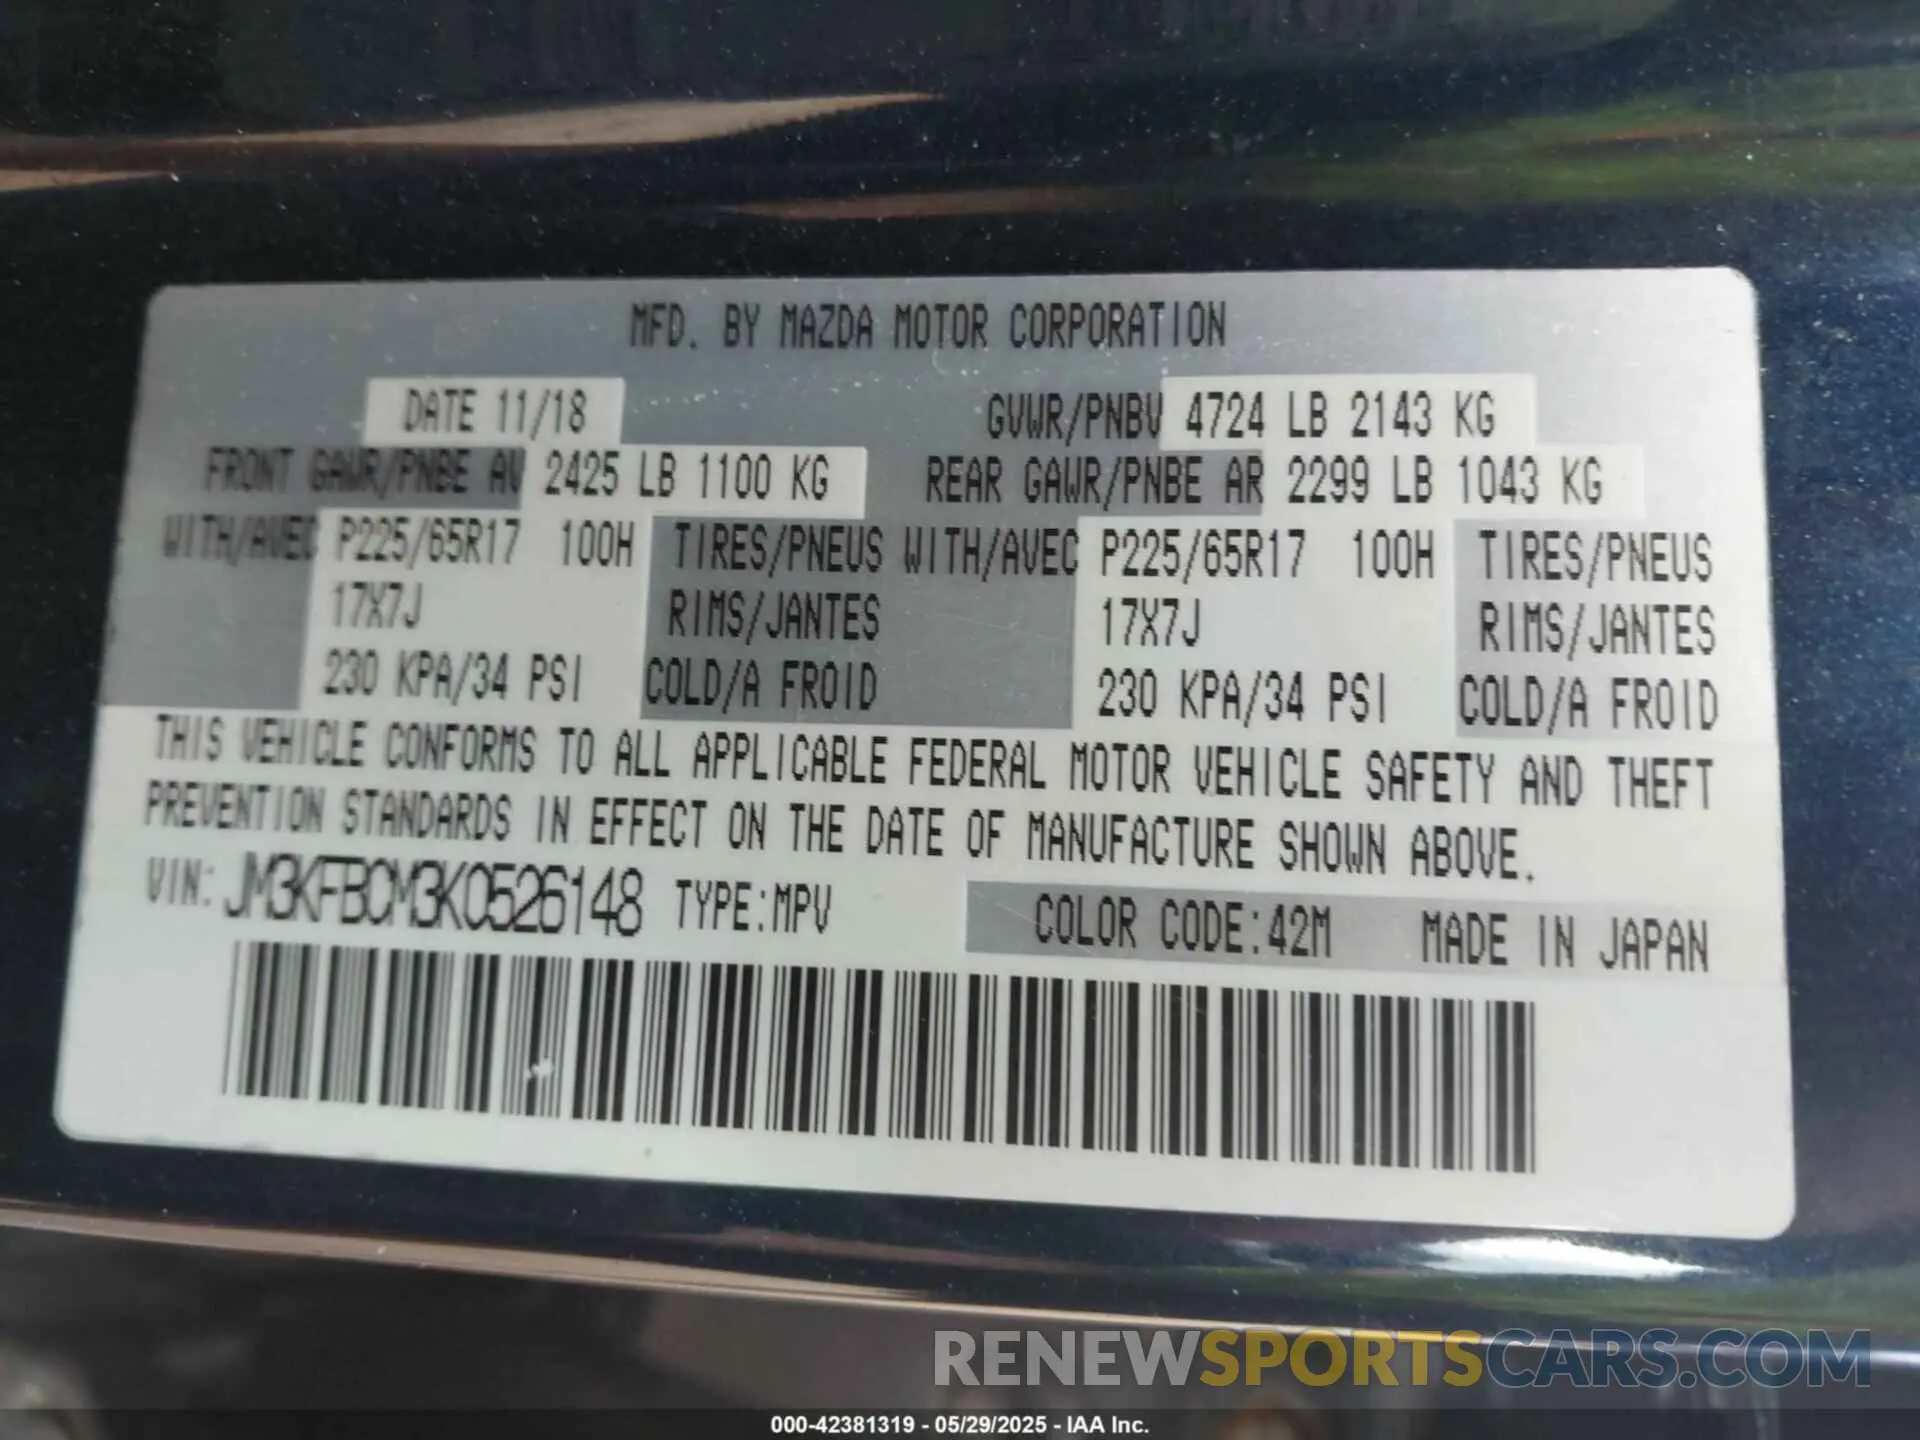 MFD. BY MAZDA MOTOR CORPORATION
DATE 11/18 GVWR/PNBV 4724 LB 2143 KG
FRONT GAWR/PNBE AV 2425 LB 1100 KG REAR GAWR/PNBE AR 2299 LB 1043 KG
WITH/AVEC P225/65R17 100H TIRES/PNEUS WITH/AVEC P225/65R17 100H TIRES/PNEUS
17X7J RIMS/JANTES 17X7J RIMS/JANTES
230 KPA/34 PSI COLD/A FROID 230 KPA/34 PSI COLD/A FROID
THIS VEHICLE CONFORMS TO ALL APPLICABLE FEDERAL MOTOR VEHICLE SAFETY AND THEFT
PREVENTION STANDARDS IN EFFECT ON THE DATE OF MANUFACTURE SHOWN ABOVE.
VIN: JM3KFBCM3K0526148 TYPE:MPV COLOR CODE:42M MADE IN JAPAN
RENEWSPORTSCARS.COM
000-42381319 - 05/29/2025 - IAA Inc.